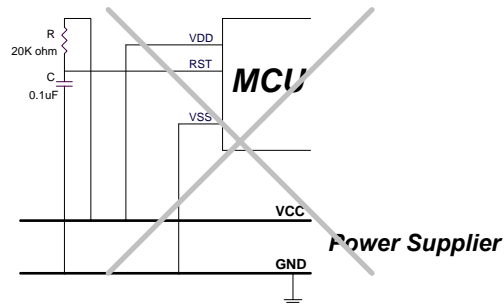 R
20K ohm
C
0.1uF
VDD
RST
MCU
VSS
VCC
Power Supplier
GND